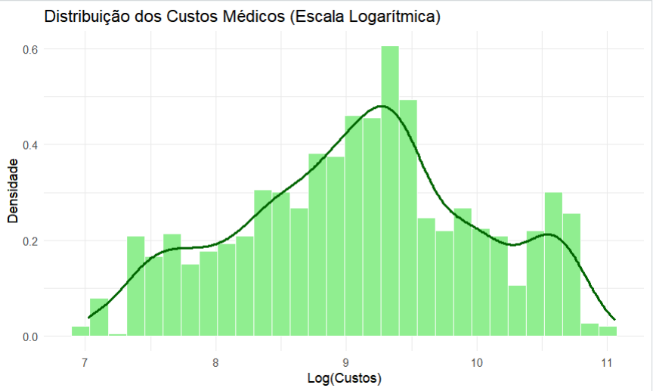 Distribuição dos Custos Médicos (Escala Logarítmica)
0.6
0.4
0.2
0.0
Densidade
7 8 9 10 11
Log(Custos)